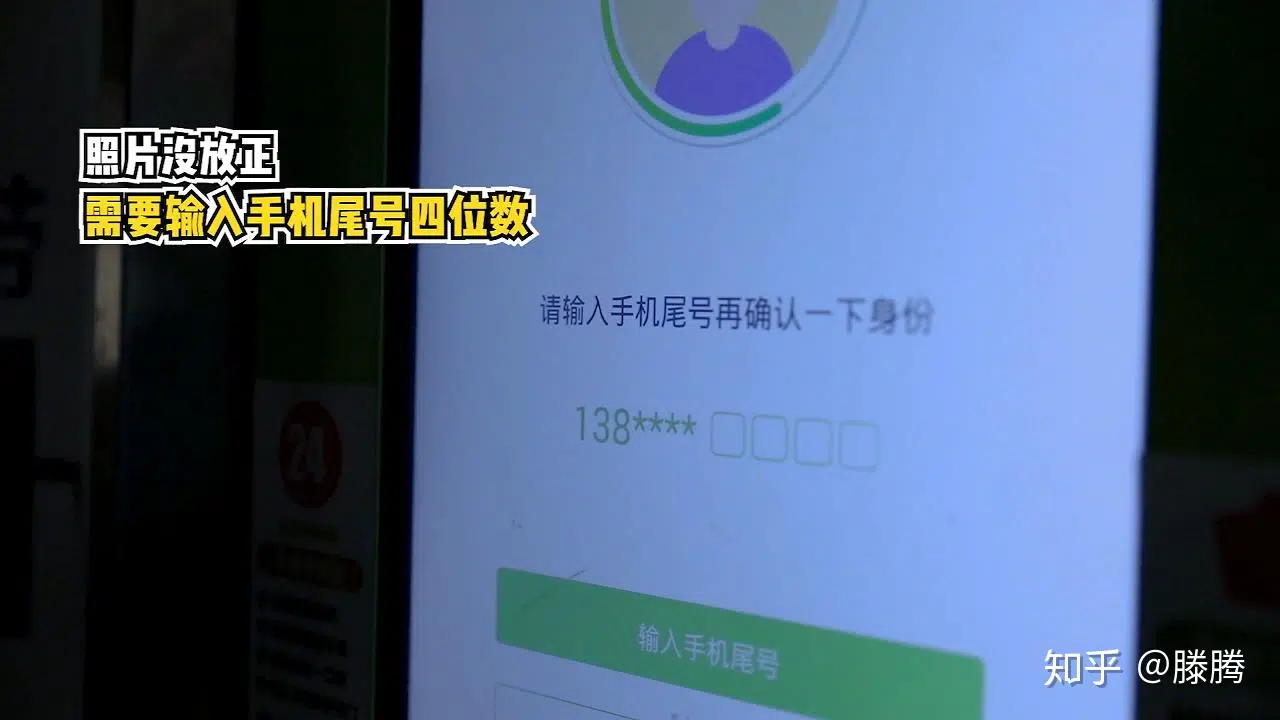 照片没放正
需要输入手机尾号四位数
请输入手机尾号再确认一下身份
138****
24
输入手机尾号
知乎 @滕腾